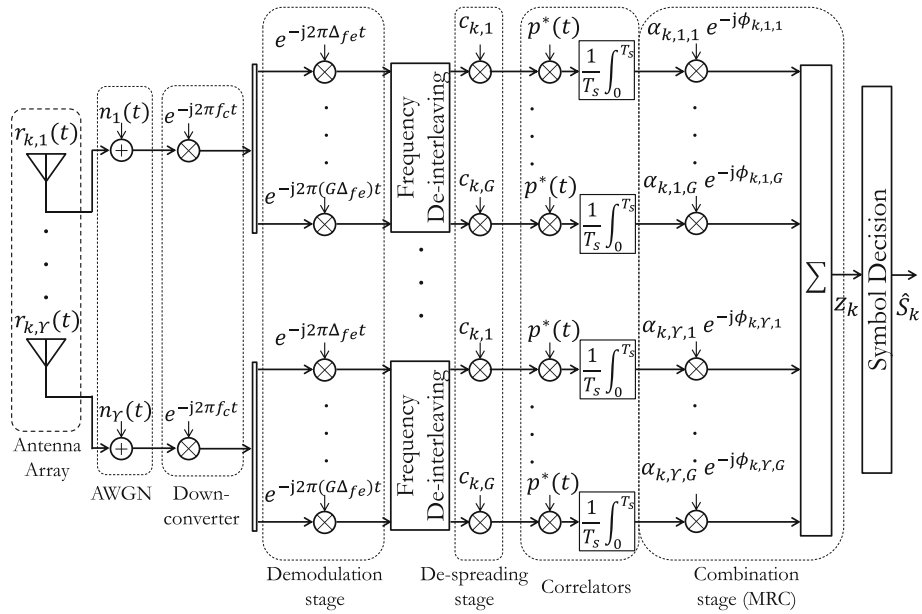 c_{k,1} p*(t) α_{k,1,1} e^{-jϕ_{k,1,1}}
e^{-j2πΔ_{fe}t}
n_1(t) e^{-j2πf_c t}
r_{k,1}(t)
1/T_s ∫_0^{T_s}
Frequency
De-interleaving
e^{-j2π(GΔ_{fe})t}
c_{k,G} p*(t) α_{k,1,G} e^{-jϕ_{k,1,G}}
1/T_s ∫_0^{T_s}
∑
z_k
Symbol Decision
Ŝ_k
r_{k,Υ}(t)
e^{-j2πΔ_{fe}t}
c_{k,1} p*(t) α_{k,Υ,1} e^{-jϕ_{k,Υ,1}}
1/T_s ∫_0^{T_s}
n_Υ(t) e^{-j2πf_c t}
Frequency
De-interleaving
e^{-j2π(GΔ_{fe})t}
c_{k,G} p*(t) α_{k,Υ,G} e^{-jϕ_{k,Υ,G}}
1/T_s ∫_0^{T_s}
Antenna
Array
AWGN
Down-
converter
Demodulation
stage
De-spreading
stage
Correlators
Combination
stage (MRC)